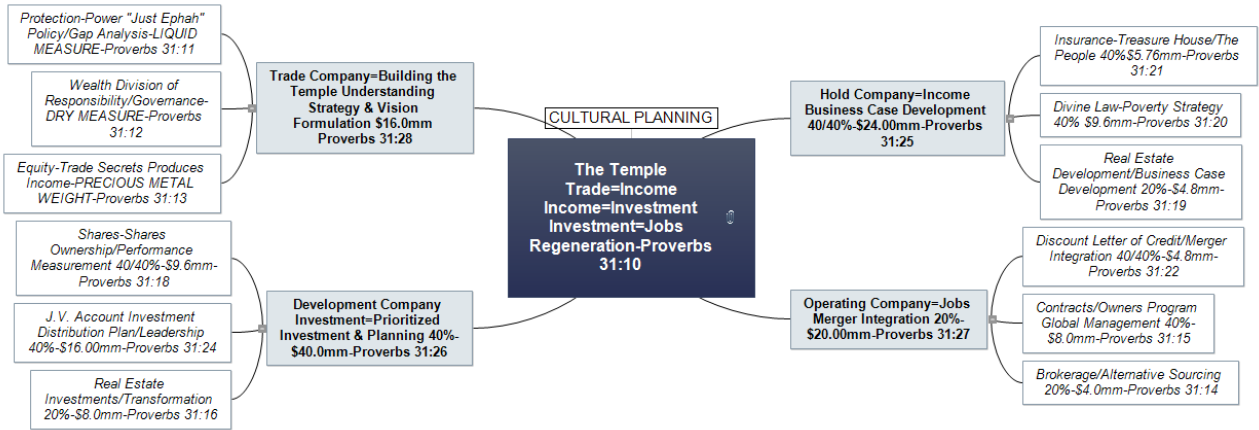 Protection-Power "Just Ephah"
Policy/Gap Analysis-LIQUID
MEASURE-Proverbs 31:11
Wealth Division of
Responsibility/Governance-
DRY MEASURE-Proverbs
31:12
Equity-Trade Secrets Produces
Income-PRECIOUS METAL
WEIGHT-Proverbs 31:13
Trade Company=Building the
Temple Understanding
Strategy & Vision
Formulation $16.0mm
Proverbs 31:28
Shares-Shares
Ownership/Performance
Measurement 40/40%-$9.6mm-
Proverbs 31:18
J.V. Account Investment
Distribution Plan/Leadership
40%-$16.00mm-Proverbs 31:24
Real Estate
Investments/Transformation
20%-$8.0mm-Proverbs 31:16
Development Company
Investment=Prioritized
Investment & Planning 40%-
$40.0mm-Proverbs 31:26
CULTURAL PLANNING
The Temple
Trade=Income
Income=Investment
Investment=Jobs
Regeneration-Proverbs
31:10
Hold Company=Income
Business Case Development
40/40%-$24.00mm-Proverbs
31:25
Insurance-Treasure House/The
People 40%$5.76mm-Proverbs
31:21
Divine Law-Poverty Strategy
40% $9.6mm-Proverbs 31:20
Real Estate
Development/Business Case
Development 20%-$4.8mm-
Proverbs 31:19
Operating Company=Jobs
Merger Integration 20%-
$20.00mm-Proverbs 31:27
Discount Letter of Credit/Merger
Integration 40/40%-$4.8mm-
Proverbs 31:22
Contracts/Owners Program
Global Management 40%-
$8.0mm-Proverbs 31:15
Brokerage/Alternative Sourcing
20%-$4.0mm-Proverbs 31:14